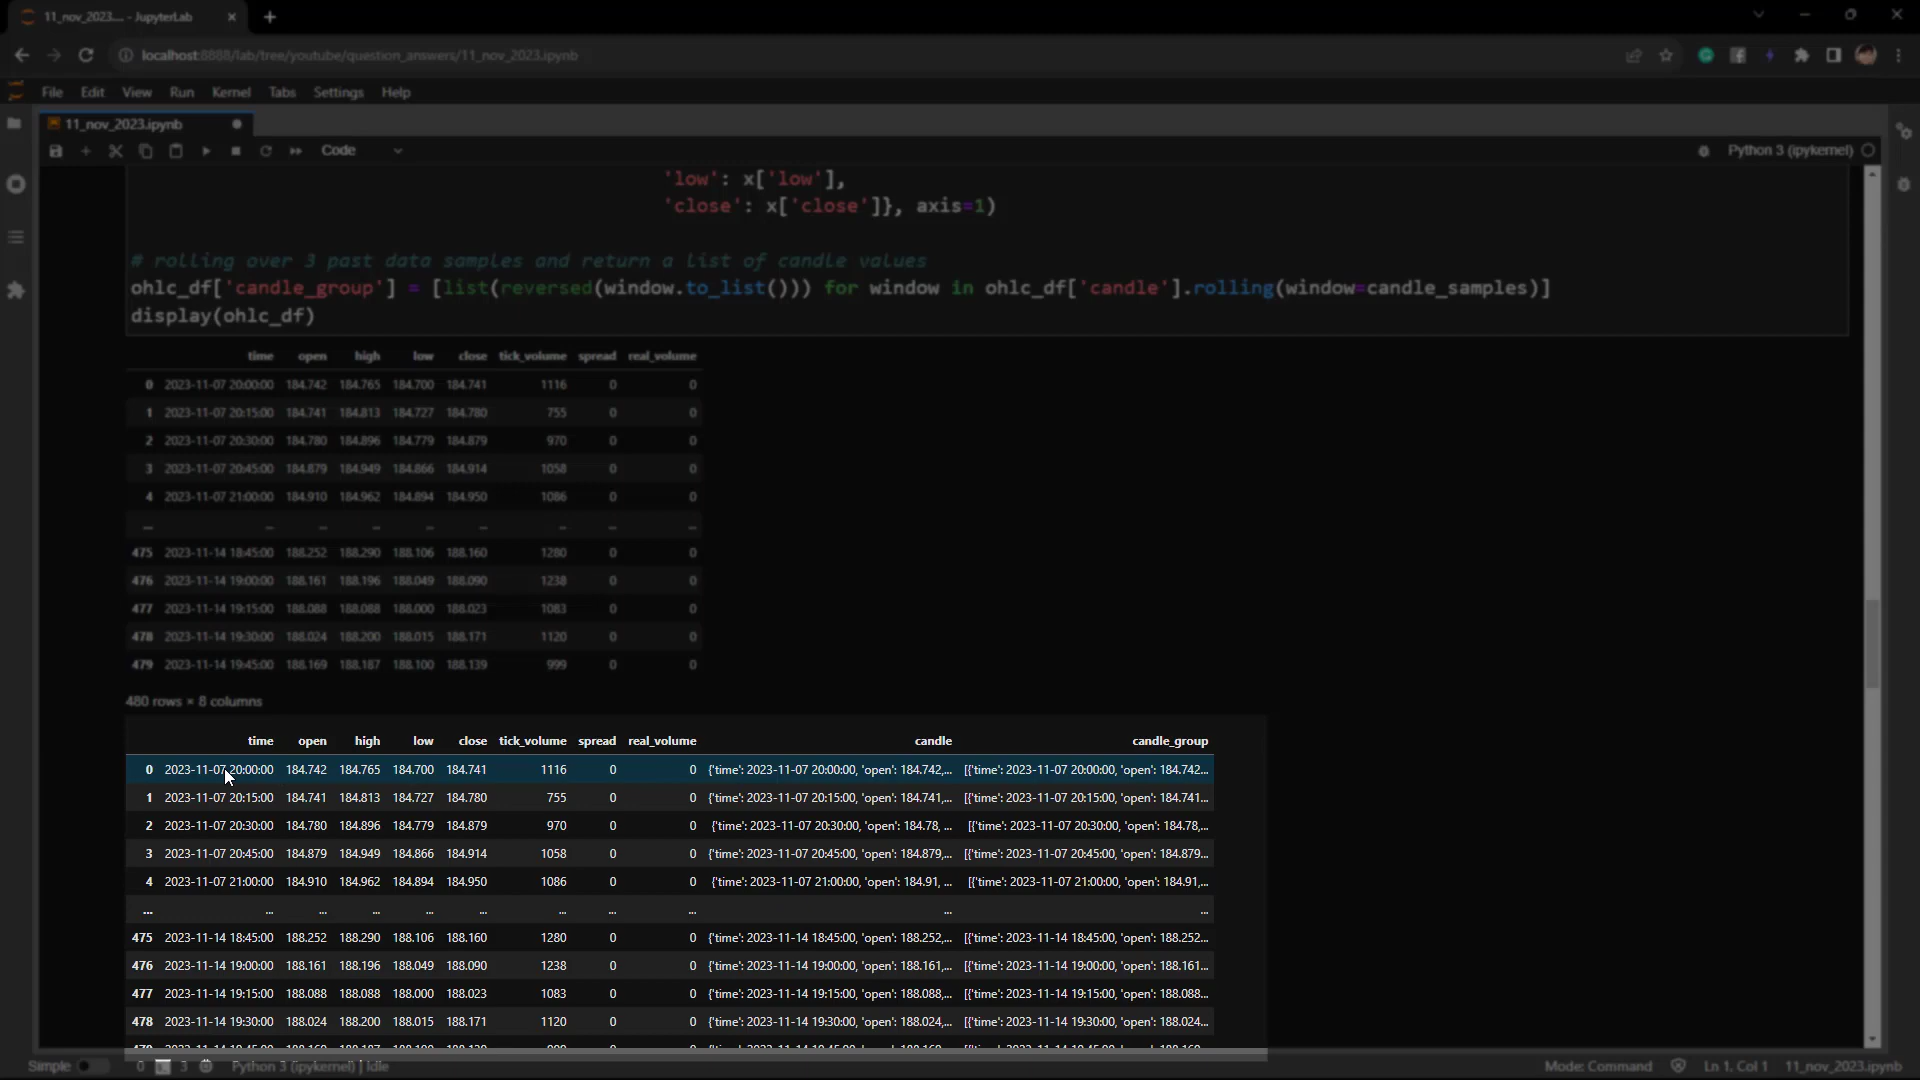 11_nov_2023.... - JupyterLab
localhost:8888/lab/tree/youtube/question_answers/11_nov_2023.ipynb
File Edit View Run Kernel Tabs Settings Help
11_nov_2023.ipynb
Code
Python 3 (ipykernel)
'low': x['low'],
'close': x['close']}, axis=1)
# rolling over 3 past data samples and return a list of candle values
ohlc_df['candle_group'] = [list(reversed(window.to_list())) for window in ohlc_df['candle'].rolling(window=candle_samples)]
display(ohlc_df)
time open high low close tick_volume spread real_volume
0 2023-11-07 20:00:00 184.742 184.765 184.700 184.741 1116 0 0
1 2023-11-07 20:15:00 184.741 184.813 184.727 184.780 755 0 0
2 2023-11-07 20:30:00 184.780 184.896 184.779 184.879 970 0 0
3 2023-11-07 20:45:00 184.879 184.949 184.866 184.914 1058 0 0
4 2023-11-07 21:00:00 184.910 184.962 184.894 184.950 1086 0 0
... ... ... ... ... ... ... ... ...
475 2023-11-14 18:45:00 188.252 188.290 188.106 188.160 1280 0 0
476 2023-11-14 19:00:00 188.161 188.196 188.049 188.090 1238 0 0
477 2023-11-14 19:15:00 188.088 188.088 188.000 188.023 1083 0 0
478 2023-11-14 19:30:00 188.024 188.200 188.015 188.171 1120 0 0
479 2023-11-14 19:45:00 188.169 188.187 188.100 188.139 999 0 0
480 rows × 8 columns
time open high low close tick_volume spread real_volume candle candle_group
0 2023-11-07 20:00:00 184.742 184.765 184.700 184.741 1116 0 0 {'time': 2023-11-07 20:00:00, 'open': 184.742,... [{'time': 2023-11-07 20:00:00, 'open': 184.742...
1 2023-11-07 20:15:00 184.741 184.813 184.727 184.780 755 0 0 {'time': 2023-11-07 20:15:00, 'open': 184.741,... [{'time': 2023-11-07 20:15:00, 'open': 184.741...
2 2023-11-07 20:30:00 184.780 184.896 184.779 184.879 970 0 0 {'time': 2023-11-07 20:30:00, 'open': 184.78, ... [{'time': 2023-11-07 20:30:00, 'open': 184.78,...
3 2023-11-07 20:45:00 184.879 184.949 184.866 184.914 1058 0 0 {'time': 2023-11-07 20:45:00, 'open': 184.879,... [{'time': 2023-11-07 20:45:00, 'open': 184.879...
4 2023-11-07 21:00:00 184.910 184.962 184.894 184.950 1086 0 0 {'time': 2023-11-07 21:00:00, 'open': 184.91, ... [{'time': 2023-11-07 21:00:00, 'open': 184.91,...
... ... ... ... ... ... ... ... ... ... ...
475 2023-11-14 18:45:00 188.252 188.290 188.106 188.160 1280 0 0 {'time': 2023-11-14 18:45:00, 'open': 188.252,... [{'time': 2023-11-14 18:45:00, 'open': 188.252...
476 2023-11-14 19:00:00 188.161 188.196 188.049 188.090 1238 0 0 {'time': 2023-11-14 19:00:00, 'open': 188.161,... [{'time': 2023-11-14 19:00:00, 'open': 188.161...
477 2023-11-14 19:15:00 188.088 188.088 188.000 188.023 1083 0 0 {'time': 2023-11-14 19:15:00, 'open': 188.088,... [{'time': 2023-11-14 19:15:00, 'open': 188.088...
478 2023-11-14 19:30:00 188.024 188.200 188.015 188.171 1120 0 0 {'time': 2023-11-14 19:30:00, 'open': 188.024,... [{'time': 2023-11-14 19:30:00, 'open': 188.024...
Simple 0 3 Python 3 (ipykernel) | Idle Mode: Command Ln 1, Col 1 11_nov_2023.ipynb